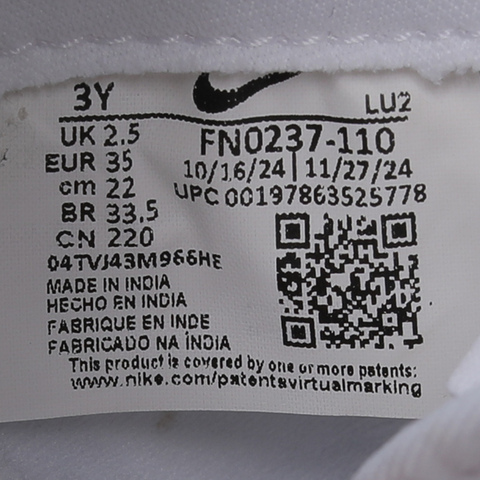 3Y LU2
UK 2.5 FN0237-110
EUR 35 10/16/24 | 11/27/24
cm 22 UPC 00197863525778
BR 33.5
CN 220
04TVJ43M966HE
MADE IN INDIA
HECHO EN INDIA
FABRIQUE EN INDE
FABRICADO NA ÍNDIA
This product is covered by one or more patents:
www.nike.com/patentsvirtualmarking